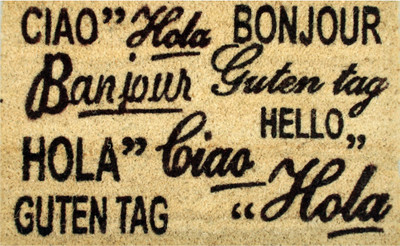 CIAO” Hola BONJOUR
Banjour Guten tag
HELLO”
HOLA” Ciao
“Hola
GUTEN TAG